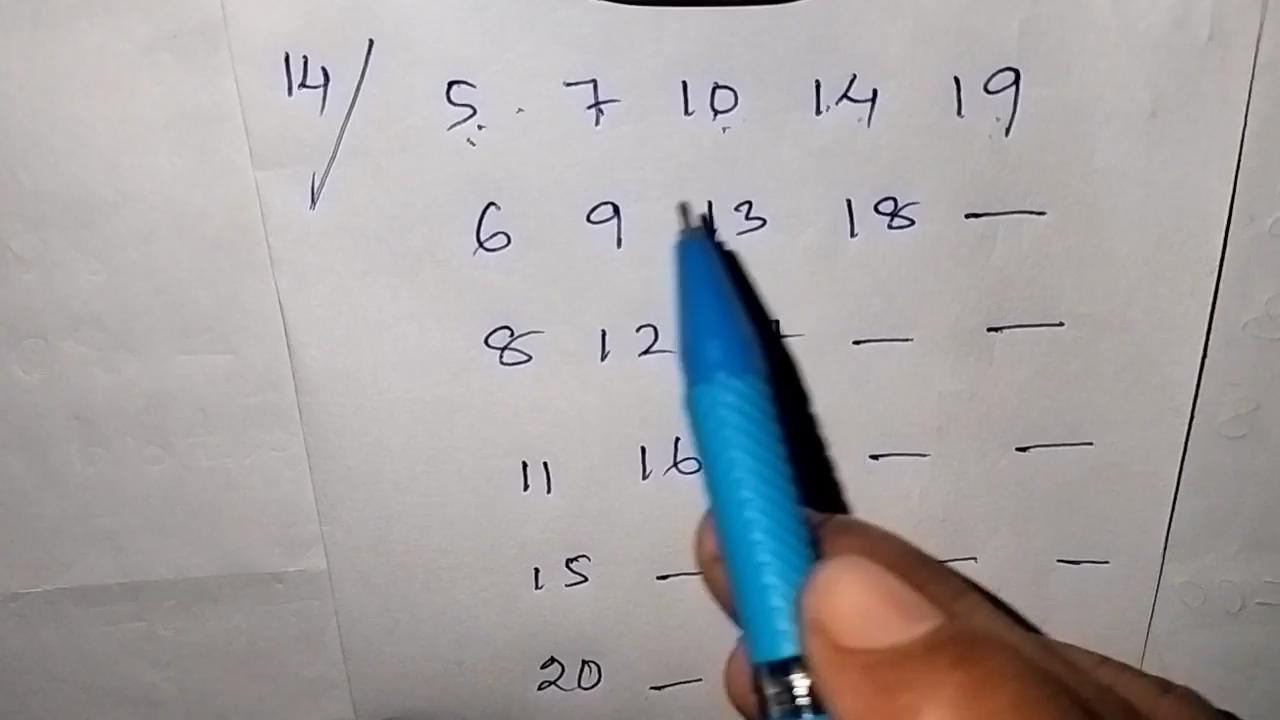 14/ 5 7 10 14 19
6 9 13 18 —
8 12 — — —
11 16 — —
15 — — —
20 —